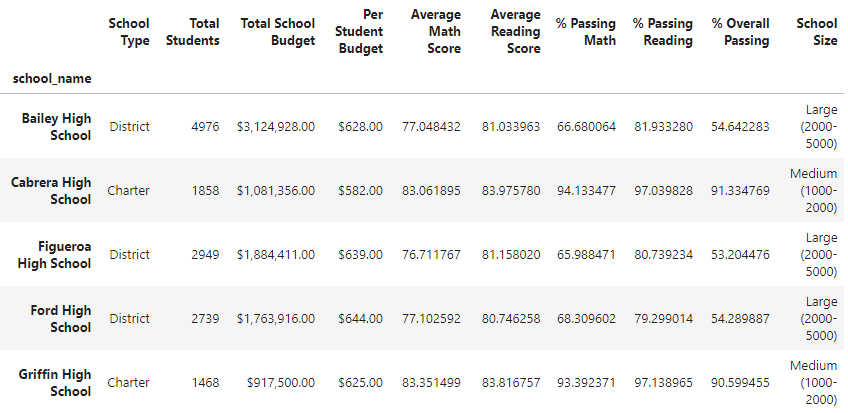 School Type Total Students Total School Budget Per Student Budget Average Math Score Average Reading Score % Passing Math % Passing Reading % Overall Passing School Size
school_name
Bailey High School District 4976 $3,124,928.00 $628.00 77.048432 81.033963 66.680064 81.933280 54.642283 Large (2000-5000)
Cabrera High School Charter 1858 $1,081,356.00 $582.00 83.061895 83.975780 94.133477 97.039828 91.334769 Medium (1000-2000)
Figueroa High School District 2949 $1,884,411.00 $639.00 76.711767 81.158020 65.988471 80.739234 53.204476 Large (2000-5000)
Ford High School District 2739 $1,763,916.00 $644.00 77.102592 80.746258 68.309602 79.299014 54.289887 Large (2000-5000)
Griffin High School Charter 1468 $917,500.00 $625.00 83.351499 83.816757 93.392371 97.138965 90.599455 Medium (1000-2000)